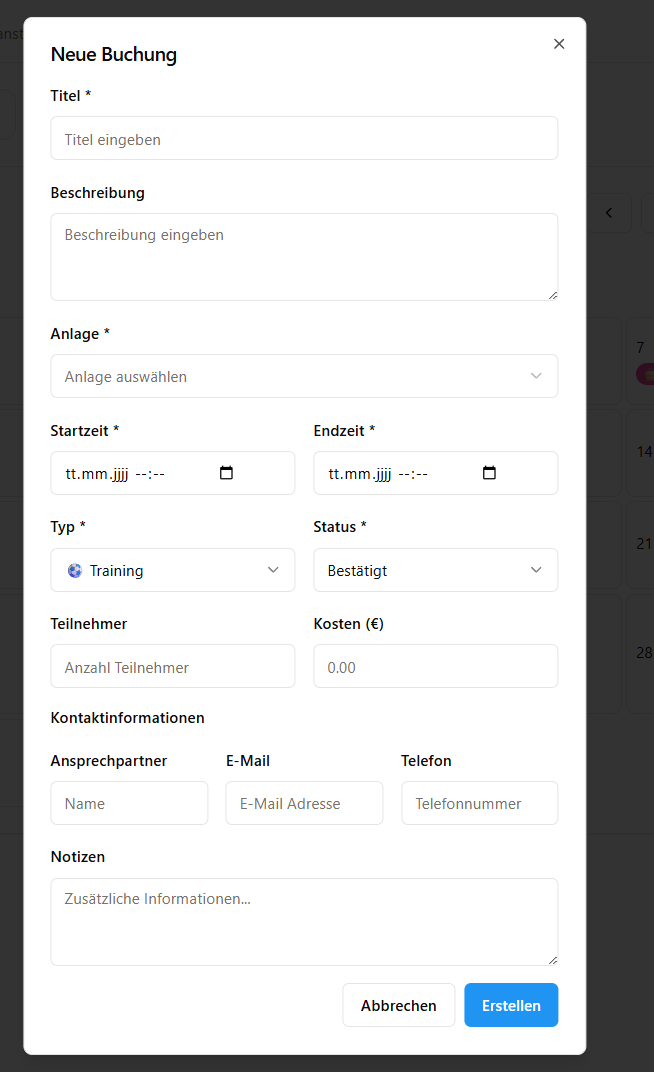 anst
Neue Buchung
Titel *
Titel eingeben
Beschreibung
Beschreibung eingeben
Anlage *
Anlage auswählen
Startzeit * Endzeit *
tt.mm.jjjj --:-- tt.mm.jjjj --:--
Typ * Status *
Training Bestätigt
Teilnehmer Kosten (€)
Anzahl Teilnehmer 0.00
Kontaktinformationen
Ansprechpartner E-Mail Telefon
Name E-Mail Adresse Telefonnummer
Notizen
Zusätzliche Informationen...
Abbrechen Erstellen
7
14
21
28